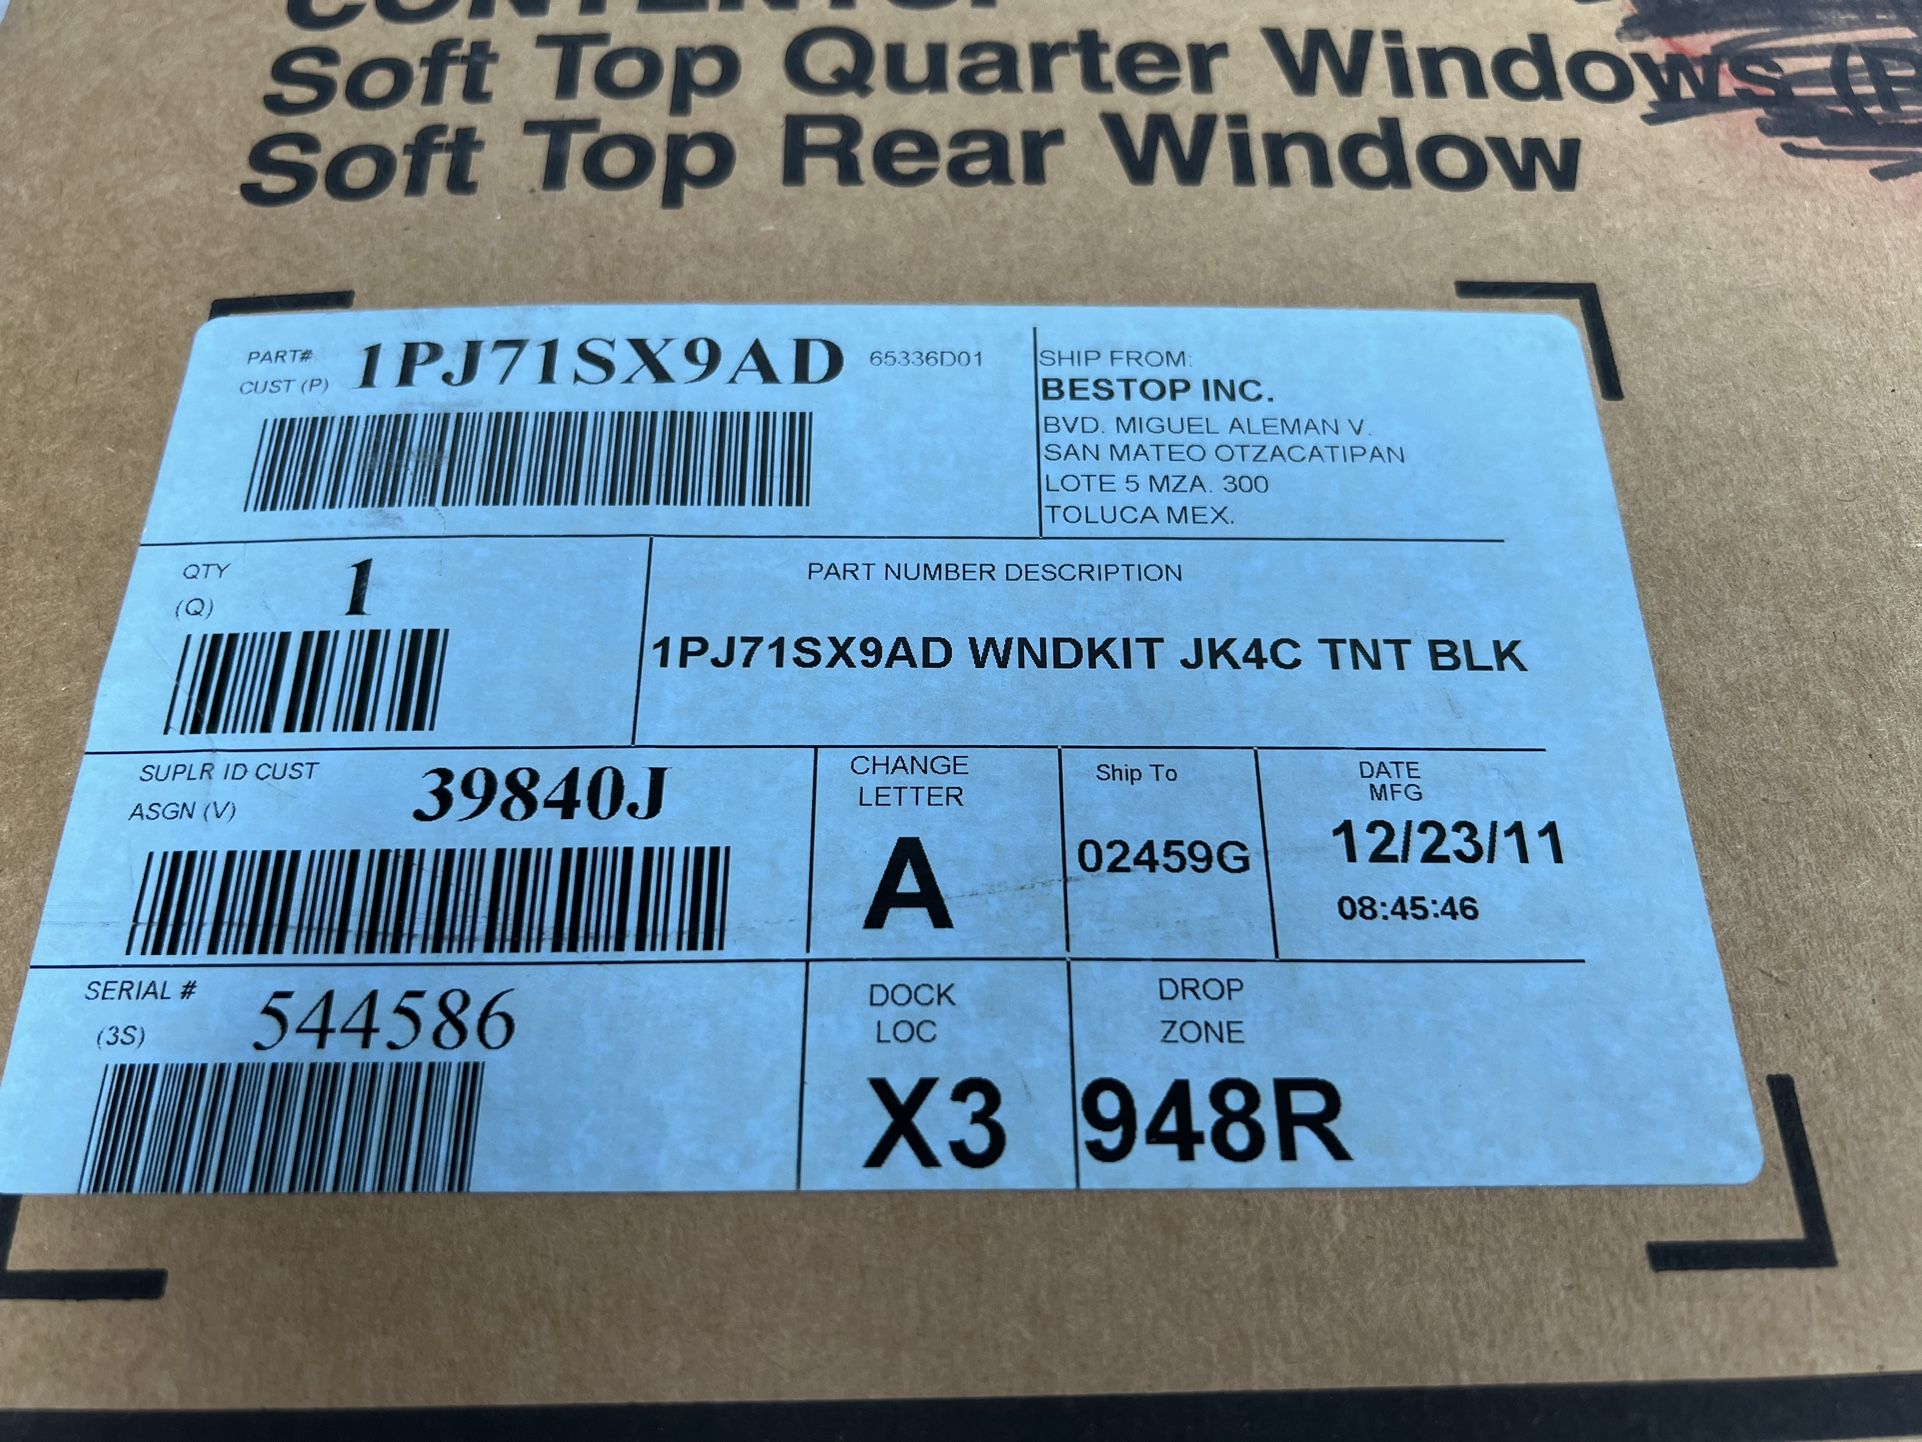 CONTENTS:
Soft Top Quarter Windows
Soft Top Rear Window
PART# 1PJ71SX9AD 65336D01
CUST (P)
SHIP FROM:
BESTOP INC.
BVD. MIGUEL ALEMAN V.
SAN MATEO OTZACATIPAN
LOTE 5 MZA. 300
TOLUCA MEX.
QTY 1
(Q)
PART NUMBER DESCRIPTION
1PJ71SX9AD WNDKIT JK4C TNT BLK
SUPLR ID CUST 39840J
ASGN (V)
CHANGE
LETTER
A
Ship To
02459G
DATE
MFG
12/23/11
08:45:46
SERIAL # 544586
(3S)
DOCK
LOC
X3
DROP
ZONE
948R